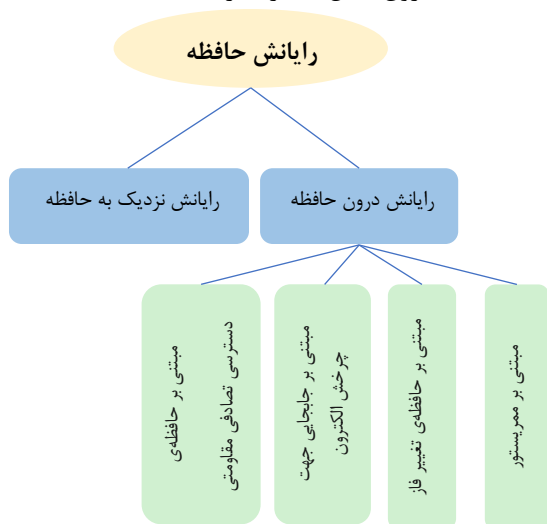 رایانش حافظه
رایانش درون حافظه
رایانش نزدیک به حافظه
مبتنی بر ممریستور
مبتنی بر حافظه‌ی تغییر فاز
مبتنی بر جابجایی جهت
چرخش الکترون
مبتنی بر حافظه‌ی
دسترسی تصادفی مقاومتی